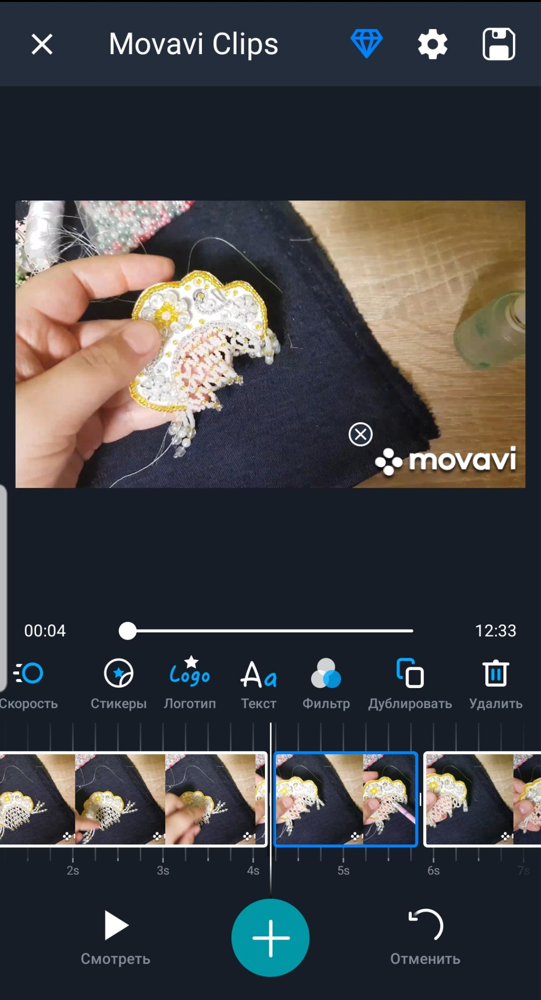 Movavi Clips
movavi
00:04 12:33
Скорость Стикеры Logo Логотип Aa Текст Фильтр Дублировать Удалить
2s 3s 4s 5s 6s 7s
Смотреть Отменить